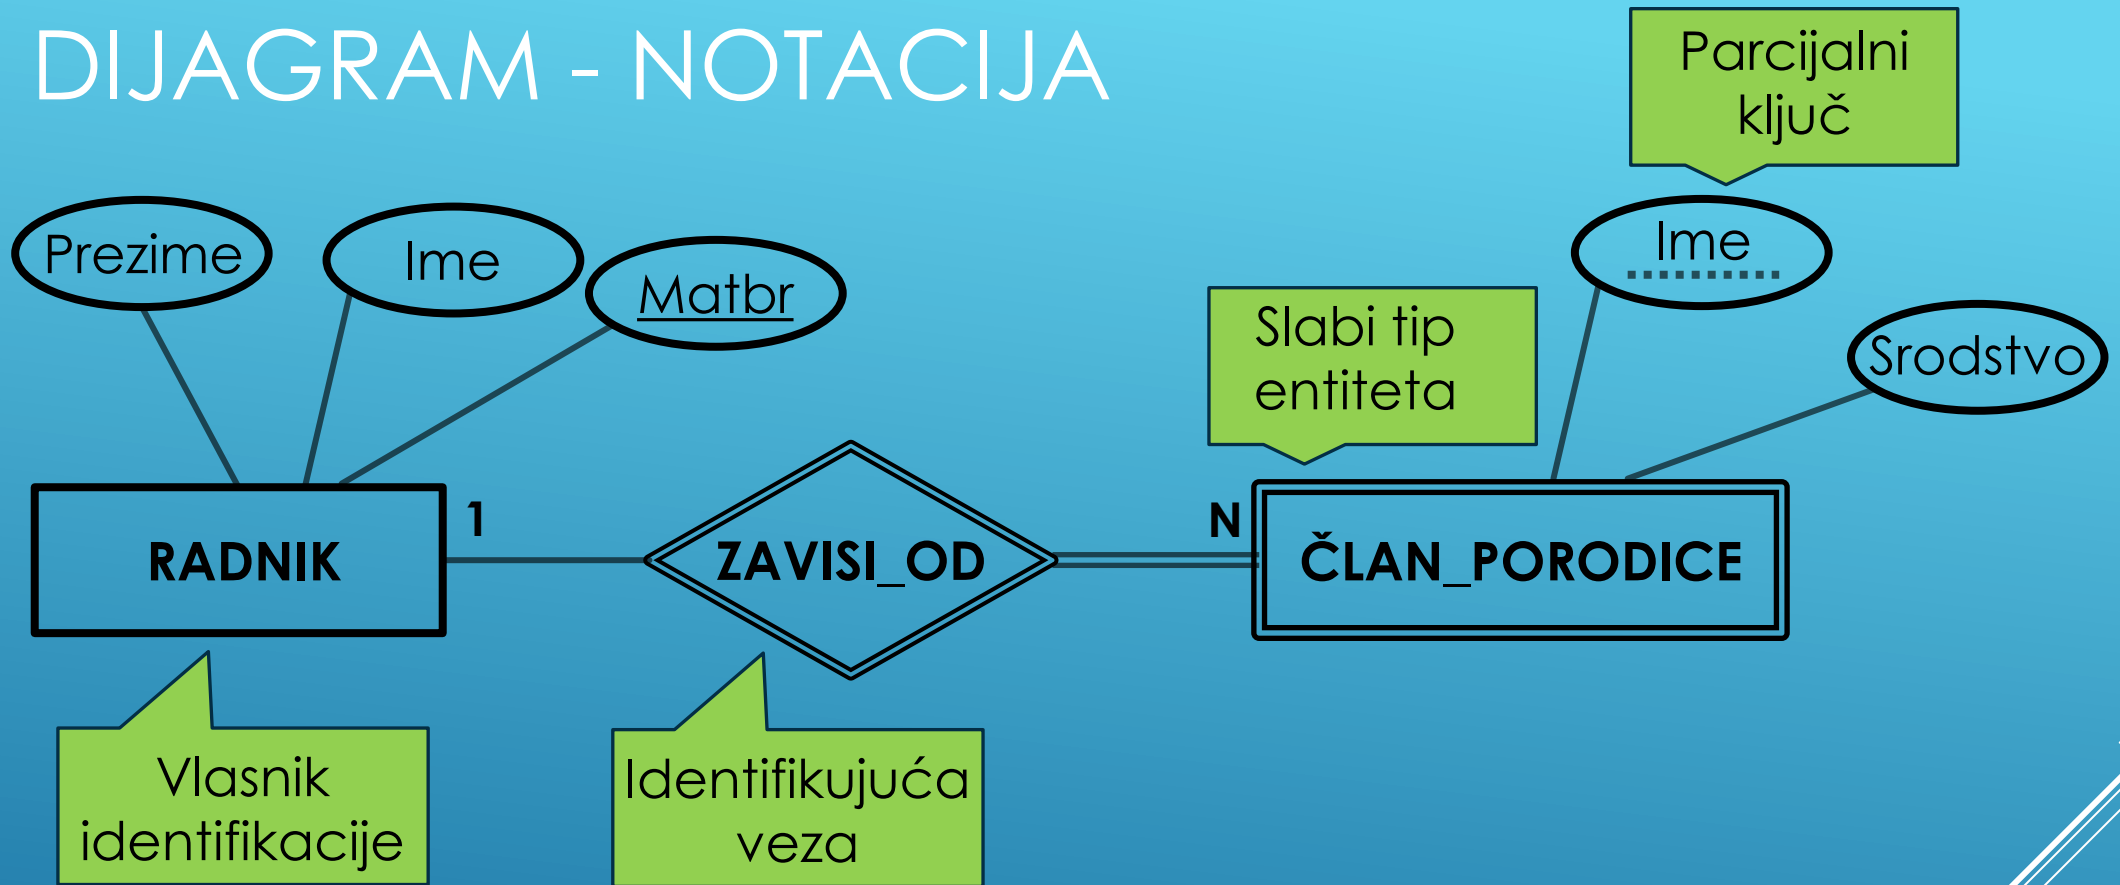 DIJAGRAM - NOTACIJA
Parcijalni
ključ
Prezime
Ime
Matbr
Ime
Srodstvo
Slabi tip
entiteta
RADNIK
1
ZAVISI_OD
N
ČLAN_PORODICE
Vlasnik
identifikacije
Identifikujuća
veza